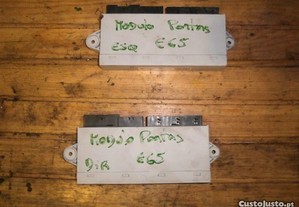 Modulo Portas
ESQ E65
Modulo Portas
DIR E65
CustoJusto.pt